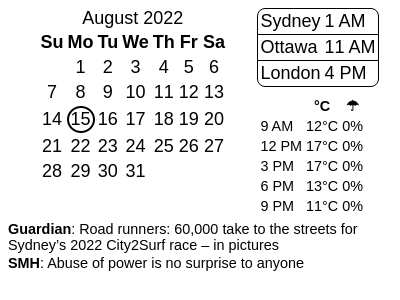 August 2022
Su Mo Tu We Th Fr Sa
1 2 3 4 5 6
7 8 9 10 11 12 13
14 15 16 17 18 19 20
21 22 23 24 25 26 27
28 29 30 31
Sydney 1 AM
Ottawa 11 AM
London 4 PM
°C ☂
9 AM 12°C 0%
12 PM 17°C 0%
3 PM 17°C 0%
6 PM 13°C 0%
9 PM 11°C 0%
Guardian: Road runners: 60,000 take to the streets for
Sydney's 2022 City2Surf race – in pictures
SMH: Abuse of power is no surprise to anyone